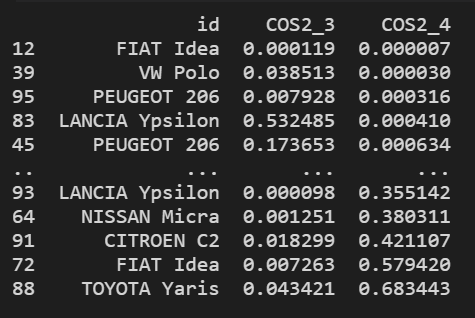 id COS2_3 COS2_4
12 FIAT Idea 0.000119 0.000007
39 VW Polo 0.038513 0.000030
95 PEUGEOT 206 0.007928 0.000316
83 LANCIA Ypsilon 0.532485 0.000410
45 PEUGEOT 206 0.173653 0.000634
.. ... ... ...
93 LANCIA Ypsilon 0.000098 0.355142
64 NISSAN Micra 0.001251 0.380311
91 CITROEN C2 0.018299 0.421107
72 FIAT Idea 0.007263 0.579420
88 TOYOTA Yaris 0.043421 0.683443